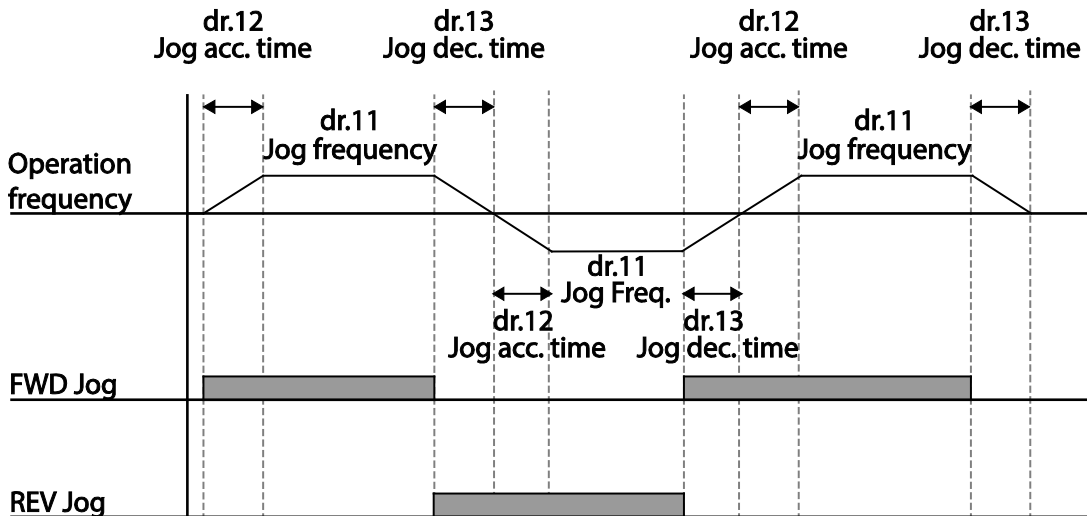 dr.12
Jog acc. time
dr.13
Jog dec. time
dr.12
Jog acc. time
dr.13
Jog dec. time
dr.11
Jog frequency
dr.11
Jog frequency
Operation
frequency
dr.11
Jog Freq.
dr.12
Jog acc. time
dr.13
Jog dec. time
FWD Jog
REV Jog